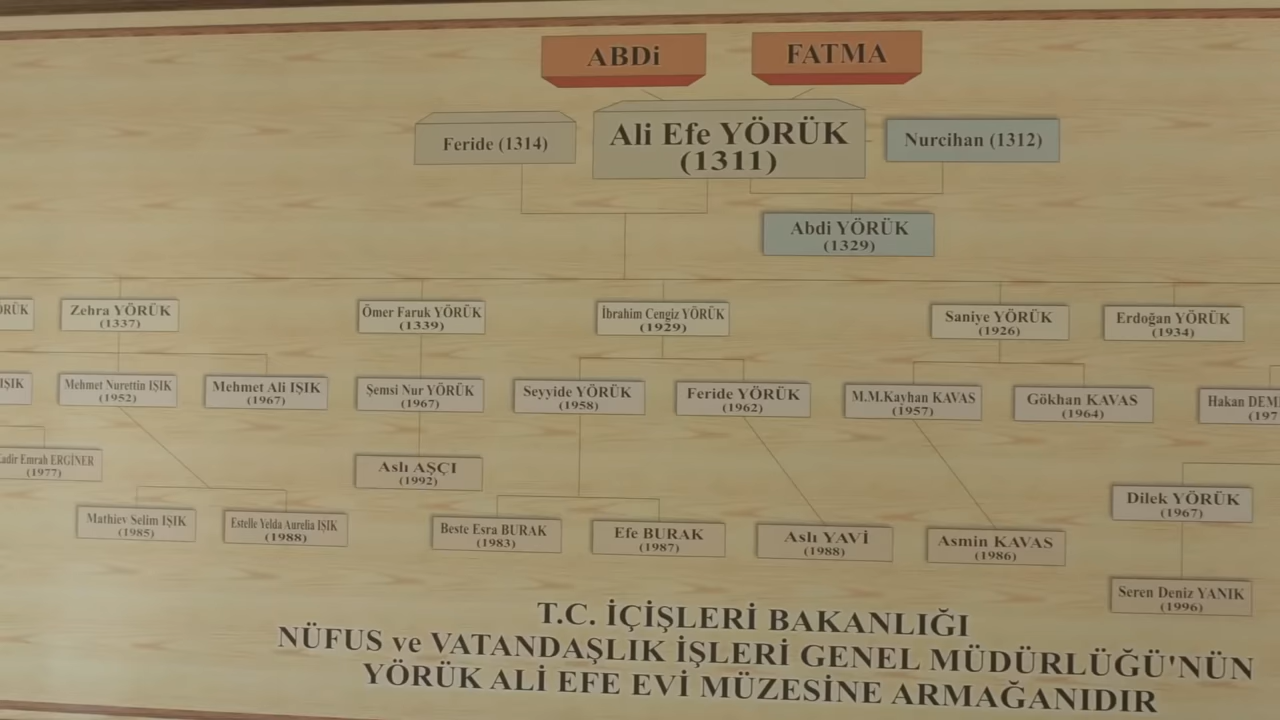 ABDi
FATMA
Feride (1314)
Ali Efe YÖRÜK
(1311)
Nurcihan (1312)
Abdi YÖRÜK
(1329)
Zehra YÖRÜK
(1337)
Ömer Faruk YÖRÜK
(1339)
İbrahim Cengiz YÖRÜK
(1929)
Saniye YÖRÜK
(1926)
Erdoğan YÖRÜK
(1934)
Mehmet Nurettin IŞIK
(1952)
Mehmet Ali IŞIK
(1967)
Şemsi Nur YÖRÜK
(1967)
Seyyide YÖRÜK
(1958)
Feride YÖRÜK
(1962)
M.M.Kayhan KAVAS
(1957)
Gökhan KAVAS
(1964)
Hakan
Emrah ERGİNER
(1977)
Aslı AŞÇI
(1992)
Dilek YÖRÜK
(1967)
Mathiev Selim IŞIK
(1985)
Estelle Yelda Aurelia IŞIK
(1988)
Beste Esra BURAK
(1983)
Efe BURAK
(1987)
Aslı YAVİ
(1988)
Asmin KAVAS
(1986)
Seren Deniz YANIK
(1996)
T.C. İÇİŞLERİ BAKANLIĞI
NÜFUS ve VATANDAŞLIK İŞLERİ GENEL MÜDÜRLÜĞÜ'NÜN
YÖRÜK ALİ EFE EVİ MÜZESİNE ARMAĞANIDIR